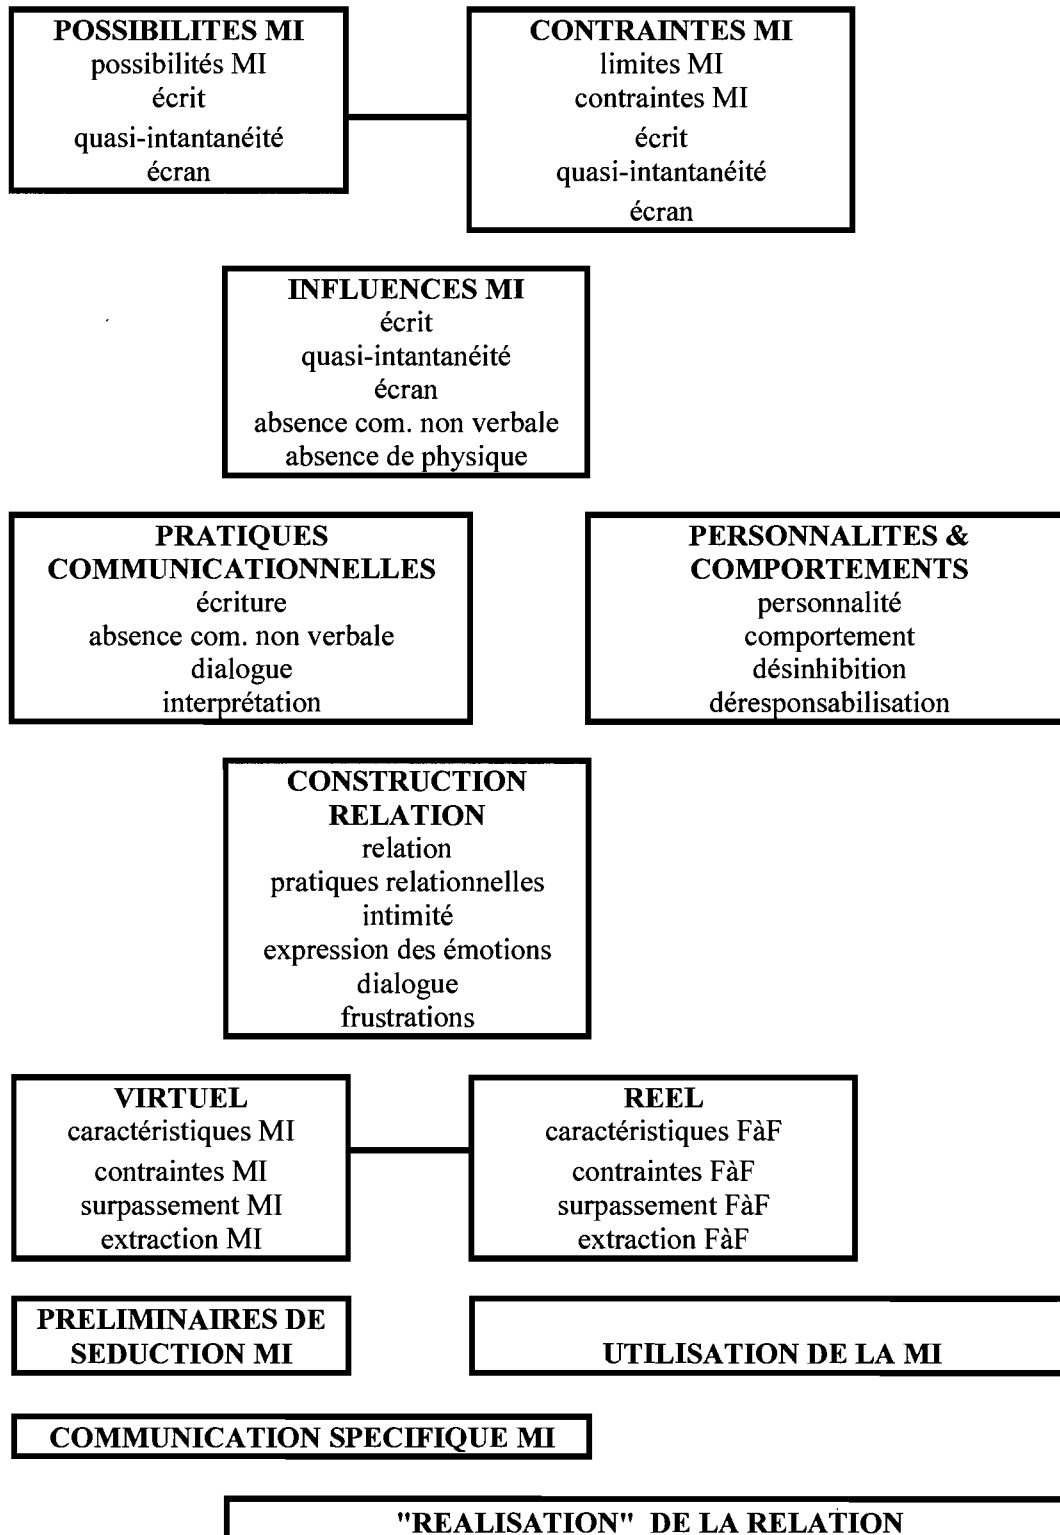 POSSIBILITES MI
possibilités MI
écrit
quasi-intantanéité
écran
CONTRAINTES MI
limites MI
contraintes MI
écrit
quasi-intantanéité
écran
INFLUENCES MI
écrit
quasi-intantanéité
écran
absence com. non verbale
absence de physique
PRATIQUES
COMMUNICATIONNELLES
écriture
absence com. non verbale
dialogue
interprétation
PERSONNALITES &
COMPORTEMENTS
personnalité
comportement
désinhibition
déresponsabilisation
CONSTRUCTION
RELATION
relation
pratiques relationnelles
intimité
expression des émotions
dialogue
frustrations
VIRTUEL
caractéristiques MI
contraintes MI
surpassement MI
extraction MI
REEL
caractéristiques FàF
contraintes FàF
surpassement FàF
extraction FàF
PRELIMINAIRES DE
SEDUCTION MI
UTILISATION DE LA MI
COMMUNICATION SPECIFIQUE MI
"REALISATION" DE LA RELATION